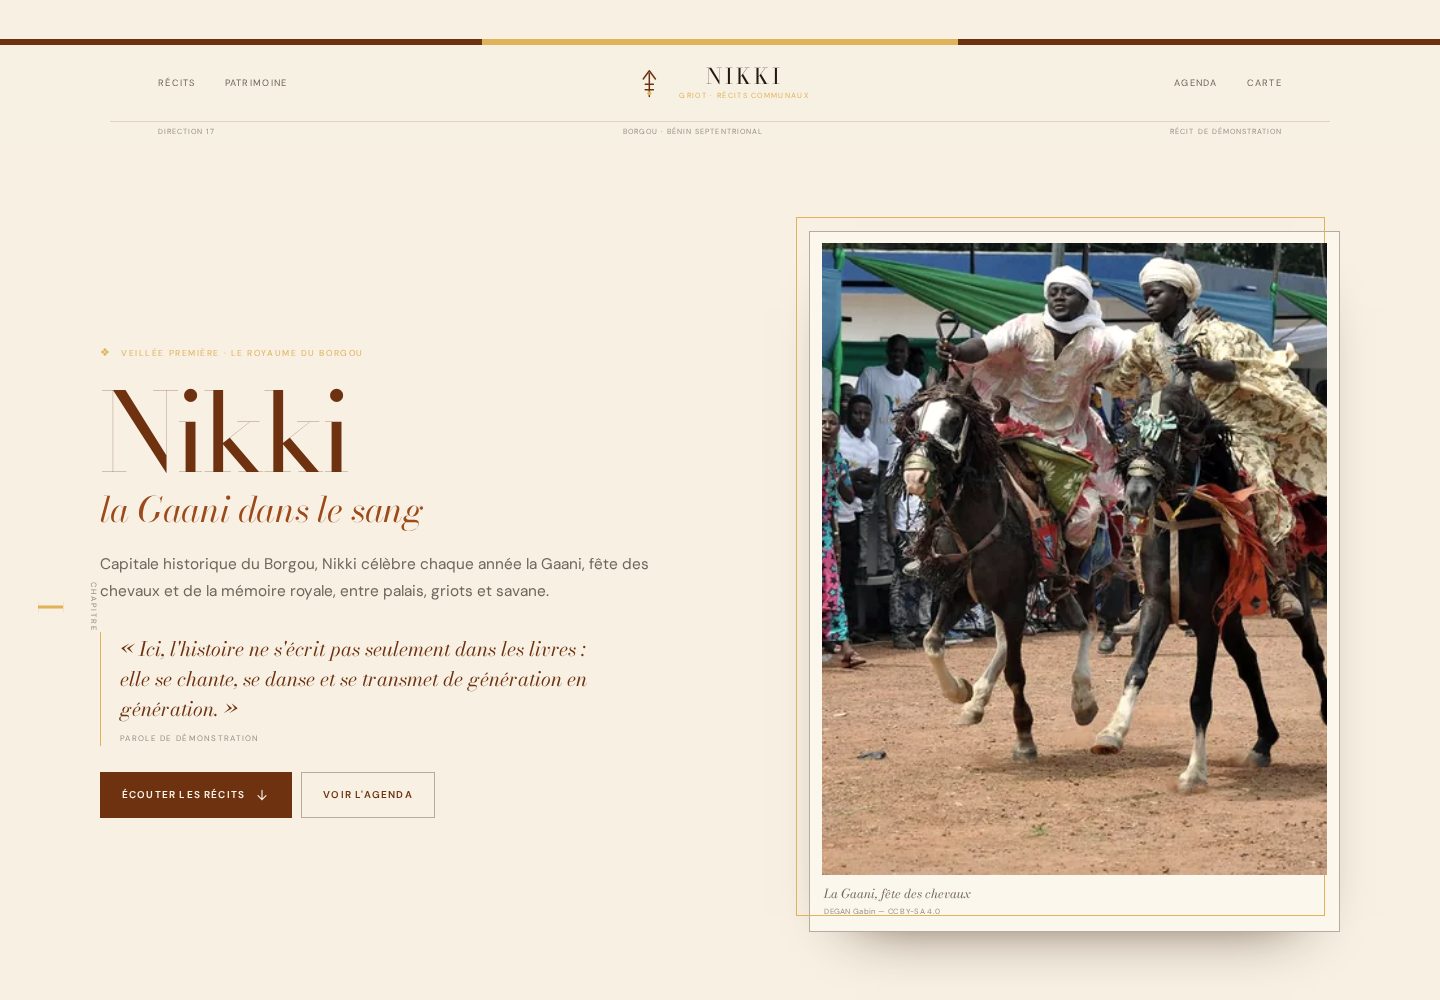 RÉCITS PATRIMOINE
NIKKI
GRIOT · RÉCITS COMMUNAUX
AGENDA CARTE
DIRECTION 17
BORGOU · BÉNIN SEPTENTRIONAL
RÉCIT DE DÉMONSTRATION
VEILLÉE PREMIÈRE · LE ROYAUME DU BORGOU
Nikki
la Gaani dans le sang
Capitale historique du Borgou, Nikki célèbre chaque année la Gaani, fête des
chevaux et de la mémoire royale, entre palais, griots et savane.
CHAPITRE
« Ici, l'histoire ne s'écrit pas seulement dans les livres :
elle se chante, se danse et se transmet de génération en
génération. »
PAROLE DE DÉMONSTRATION
ÉCOUTER LES RÉCITS ↓
VOIR L'AGENDA
La Gaani, fête des chevaux
DEGAN Gabin — CC BY-SA 4.0